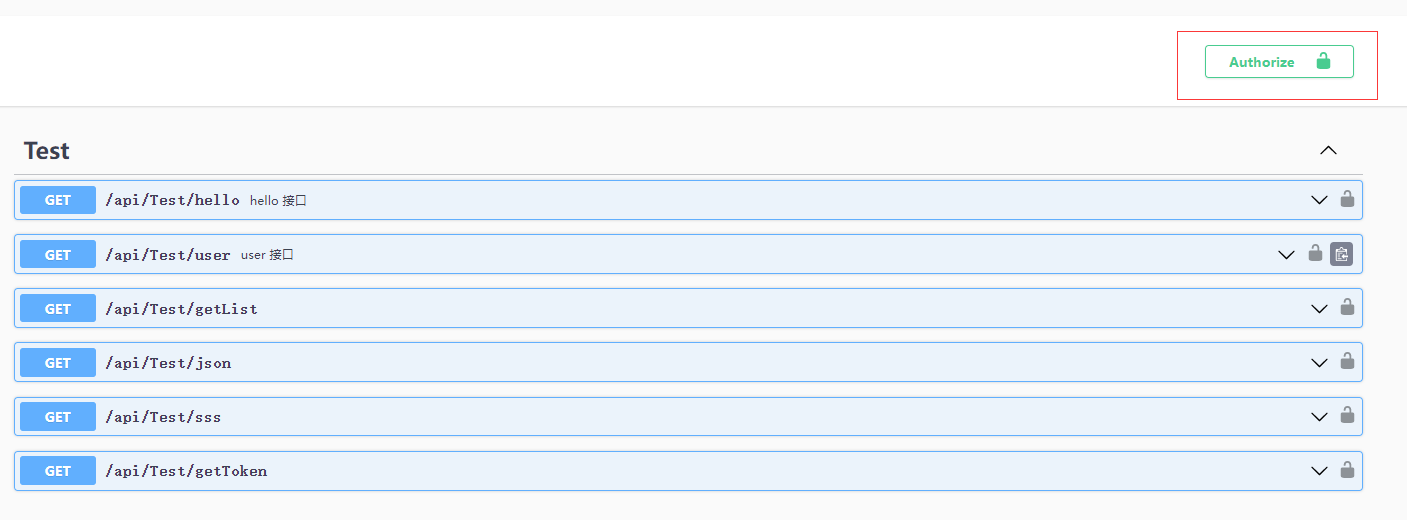 Authorize
Test
GET /api/Test/hello hello 接口
GET /api/Test/user user 接口
GET /api/Test/getList
GET /api/Test/json
GET /api/Test/sss
GET /api/Test/getToken